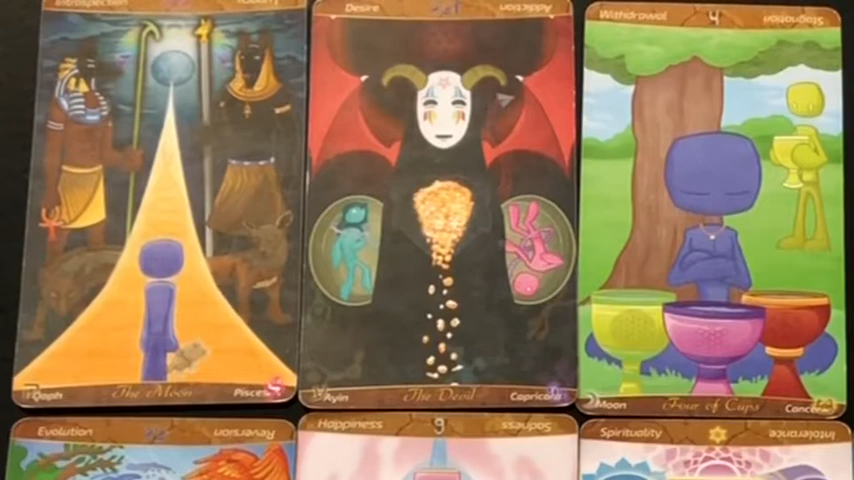 Introspection
Desire
Addiction
Withdrawal 4 Stagnation
Qoph The Moon Pisces
Ayin The Devil Capricorn
Moon Four of Cups Cancer
Evolution Reversion
Happiness 6 Sadness
Spirituality Intolerance